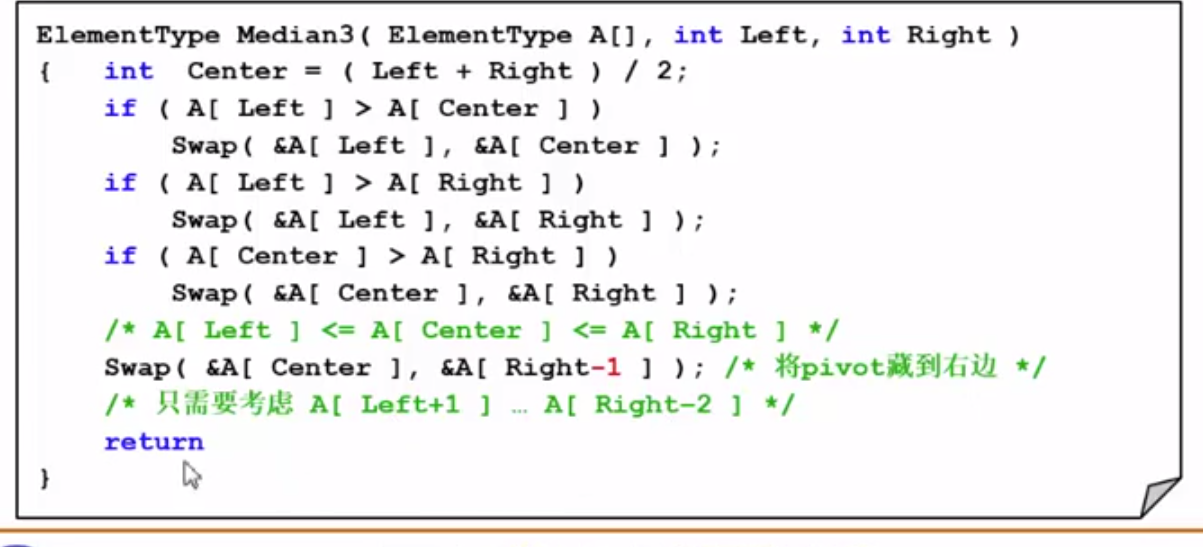 ElementType Median3( ElementType A[], int Left, int Right )
{   int  Center = ( Left + Right ) / 2;
    if ( A[ Left ] > A[ Center ] )
        Swap( &A[ Left ], &A[ Center ] );
    if ( A[ Left ] > A[ Right ] )
        Swap( &A[ Left ], &A[ Right ] );
    if ( A[ Center ] > A[ Right ] )
        Swap( &A[ Center ], &A[ Right ] );
    /* A[ Left ] <= A[ Center ] <= A[ Right ] */
    Swap( &A[ Center ], &A[ Right-1 ] ); /* 将pivot藏到右边 */
    /* 只需要考虑 A[ Left+1 ] … A[ Right–2 ] */
    return
}